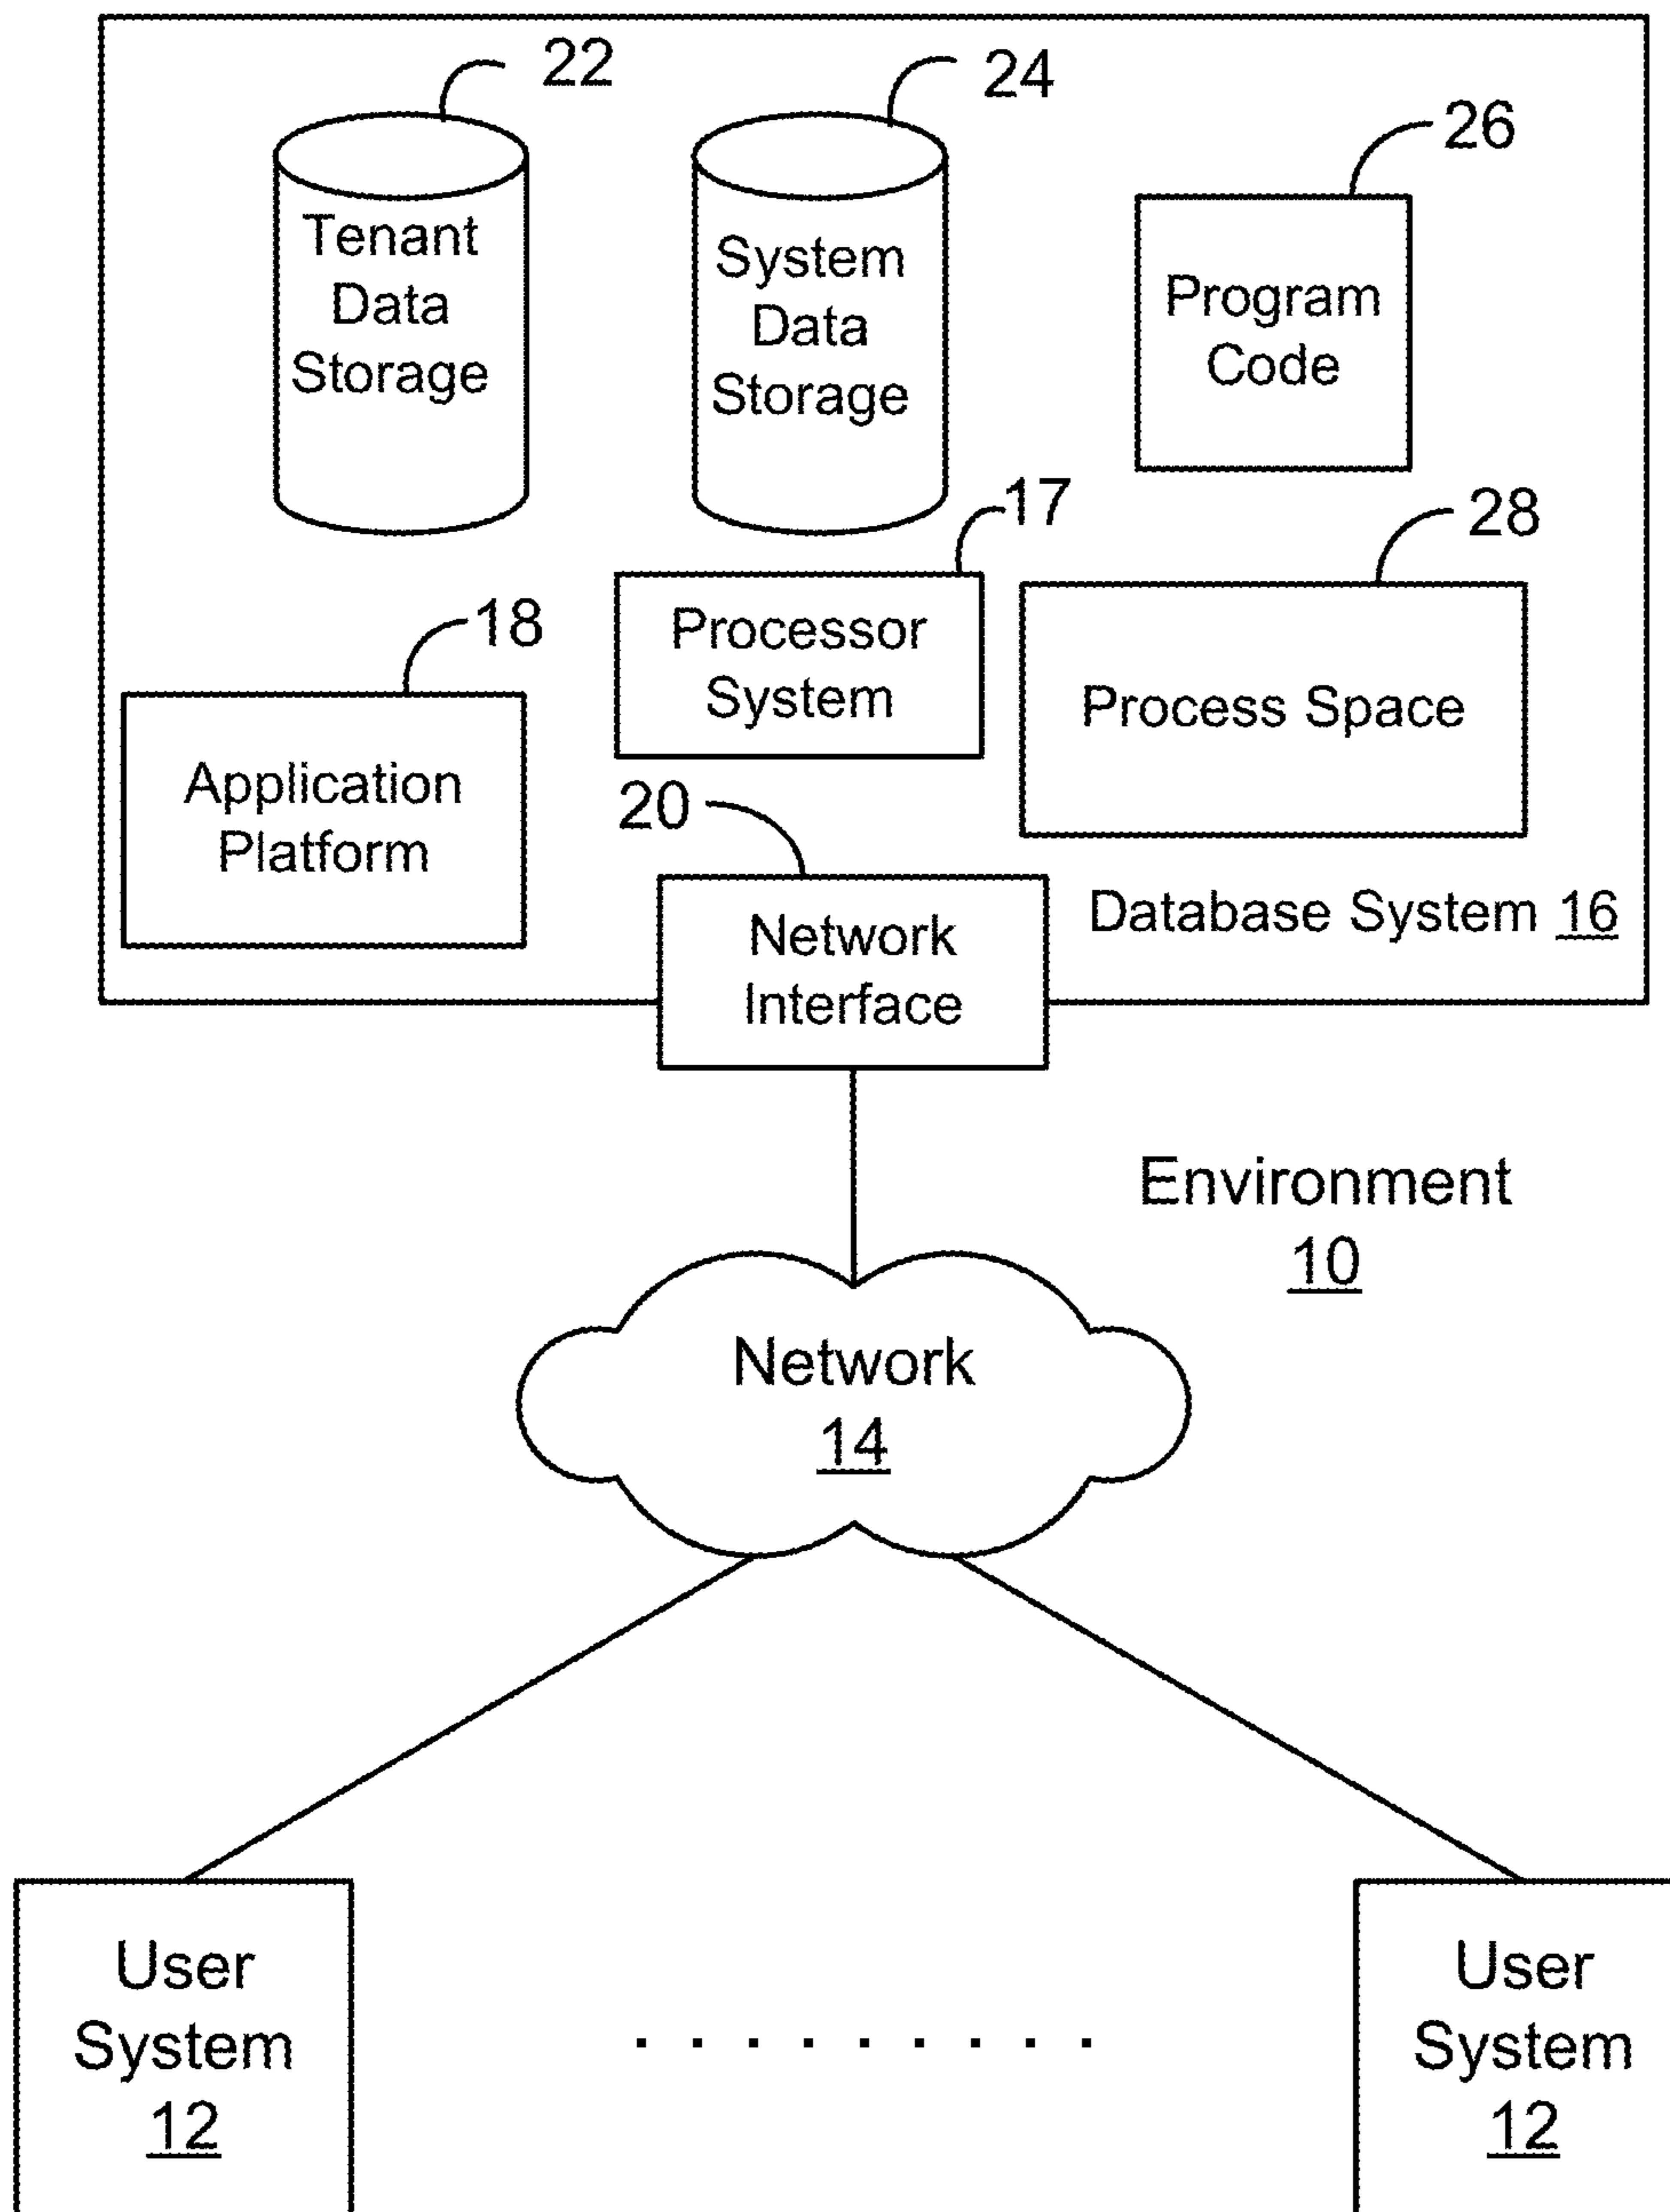 22
24
26
Tenant
Data
Storage
System
Data
Storage
Program
Code
17
28
18
Processor
System
Process Space
Application
Platform
20
Database System 16
Network
Interface
Environment
10
Network
14
User
System
12
. . . . . . . . .
User
System
12